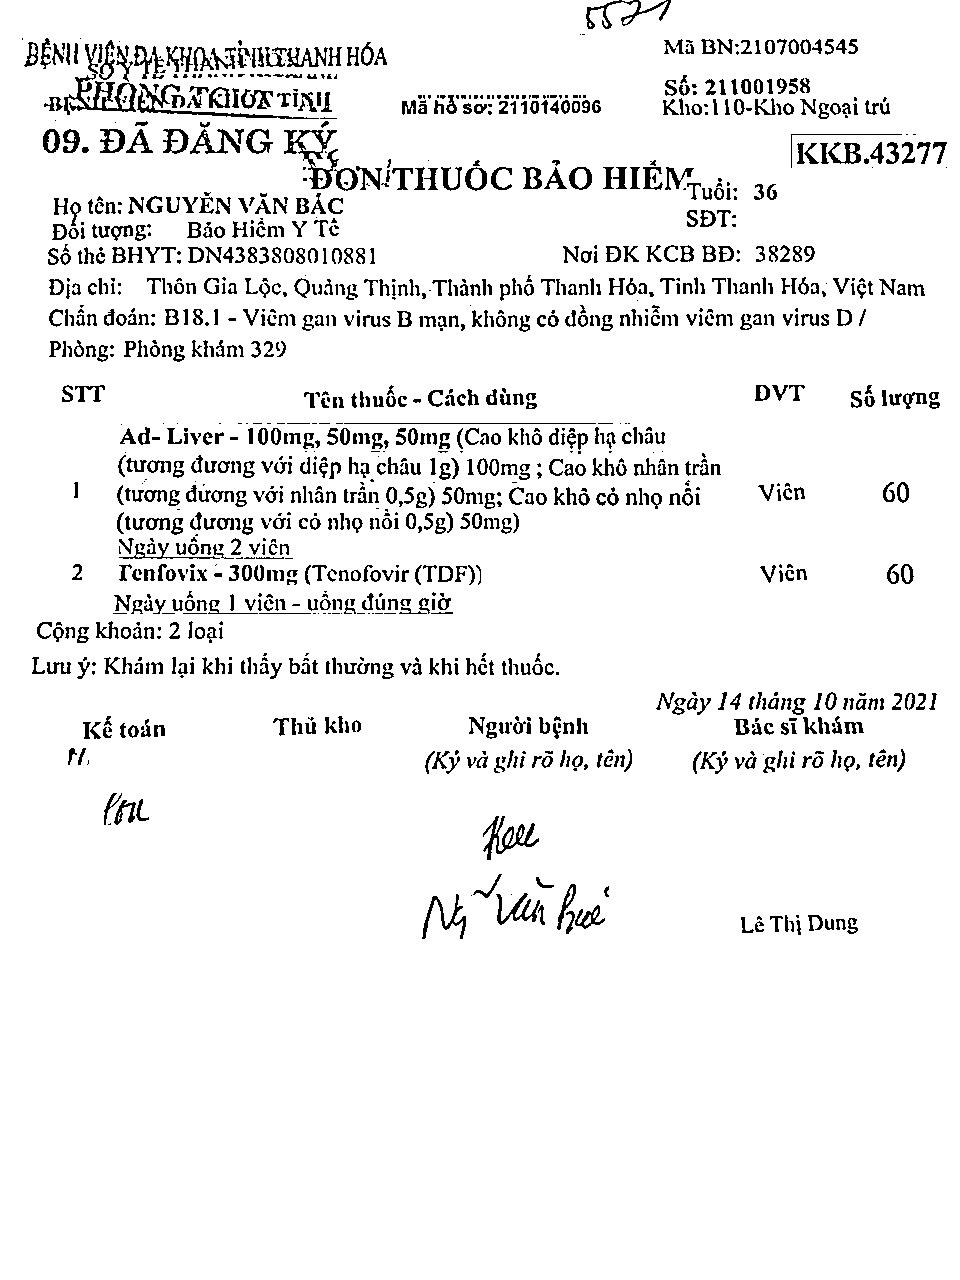 5521
BỆNH VIỆN ĐA KHOA TỈNH THANH HÓA
SỞ Y TẾ THANH HÓA
BỆNH VIỆN ĐA KHOA TỈNH
09. ĐÃ ĐĂNG KÝ
Mã hồ sơ: 2110140096
Mã BN:2107004545
Số: 211001958
Kho:110-Kho Ngoại trú
KKB.43277
ĐƠN THUỐC BẢO HIỂM
Họ tên: NGUYỄN VĂN BẮC
Tuổi: 36
Đối tượng: Bảo Hiểm Y Tế
SĐT:
Số thẻ BHYT: DN4383808010881
Nơi ĐK KCB BĐ: 38289
Địa chỉ: Thôn Gia Lộc, Quảng Thịnh, Thành phố Thanh Hóa, Tỉnh Thanh Hóa, Việt Nam
Chẩn đoán: B18.1 - Viêm gan virus B mạn, không có đồng nhiễm viêm gan virus D /
Phòng: Phòng khám 329
STT Tên thuốc - Cách dùng ĐVT Số lượng
Ad- Liver - 100mg, 50mg, 50mg (Cao khô diệp hạ châu
(tương đương với diệp hạ châu 1g) 100mg ; Cao khô nhân trần
1 (tương đương với nhân trần 0,5g) 50mg; Cao khô cỏ nhọ nồi Viên 60
(tương đương với cỏ nhọ nồi 0,5g) 50mg)
Ngày uống 2 viên
2 Tenfovix - 300mg (Tenofovir (TDF)) Viên 60
Ngày uống 1 viên - uống đúng giờ
Cộng khoản: 2 loại
Lưu ý: Khám lại khi thấy bất thường và khi hết thuốc.
Ngày 14 tháng 10 năm 2021
Kế toán Thủ kho Người bệnh Bác sĩ khám
(Ký và ghi rõ họ, tên) (Ký và ghi rõ họ, tên)
Lê Thị Dung